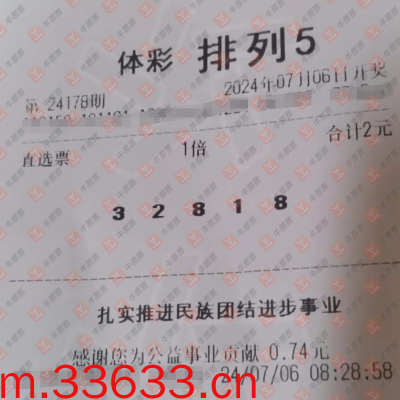 体彩 排列5
第 24178期 2024年07月06日开奖
直选票 1倍 合计2元
3 2 8 1 8
扎实推进民族团结进步事业
感谢您为公益事业贡献 0.74元
24/07/06 08:28:58
m.33633.cn